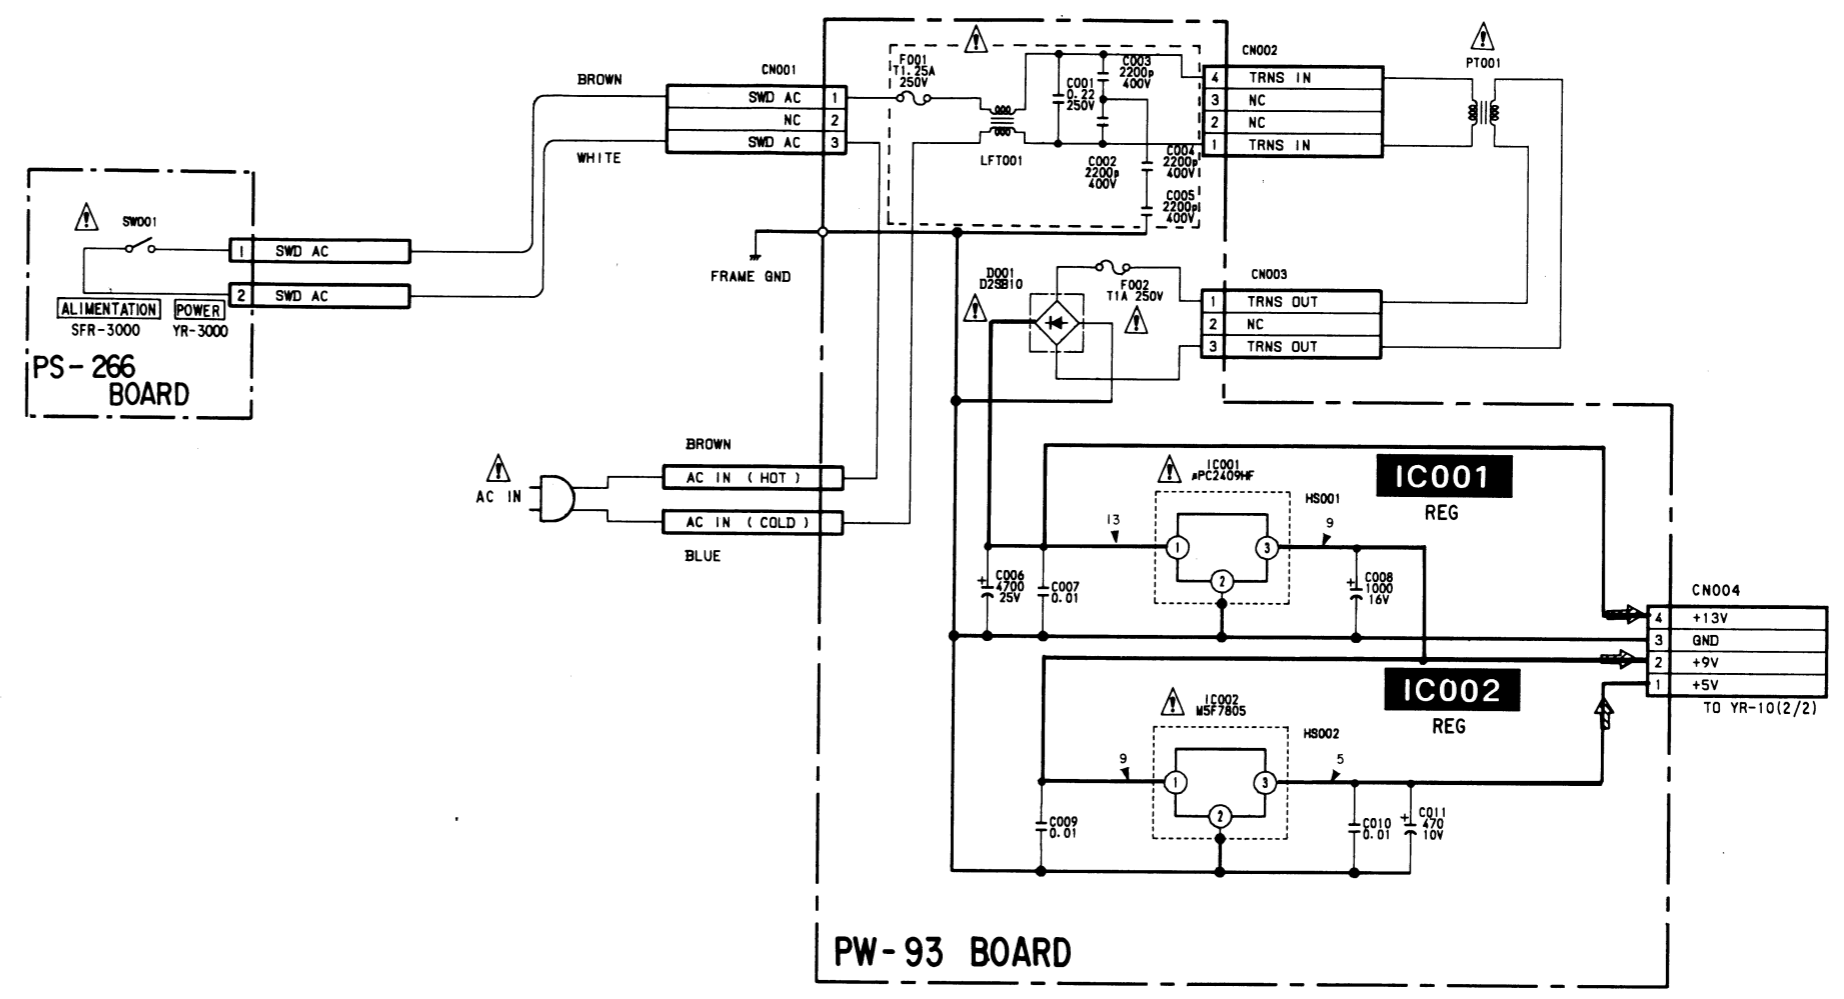 BROWN
WHITE
CN001
SWD AC 1
NC 2
SWD AC 3
F001
T1.25A
250V
LFT001
C001
0.22
250V
C003
2200p
400V
C002
2200p
400V
C004
2200p
400V
C005
2200p
400V
CN002
4 TRNS IN
3 NC
2 NC
1 TRNS IN
PT001
SW001
1 SWD AC
2 SWD AC
ALIMENTATION POWER
SFR-3000 YR-3000
PS-266
BOARD
FRAME GND
D001
D2SB10
F002
T1A 250V
CN003
1 TRNS OUT
2 NC
3 TRNS OUT
BROWN
AC IN
AC IN (HOT)
AC IN (COLD)
BLUE
IC001
μPC2409HF
HS001
IC001
REG
13
1
3
2
9
C006
4700
25V
C007
0.01
C008
1000
16V
CN004
4 +13V
3 GND
2 +9V
1 +5V
TO YR-10(2/2)
IC002
M5F7805
HS002
IC002
REG
9
1
3
2
5
C009
0.01
C010
0.01
C011
470
10V
PW-93 BOARD